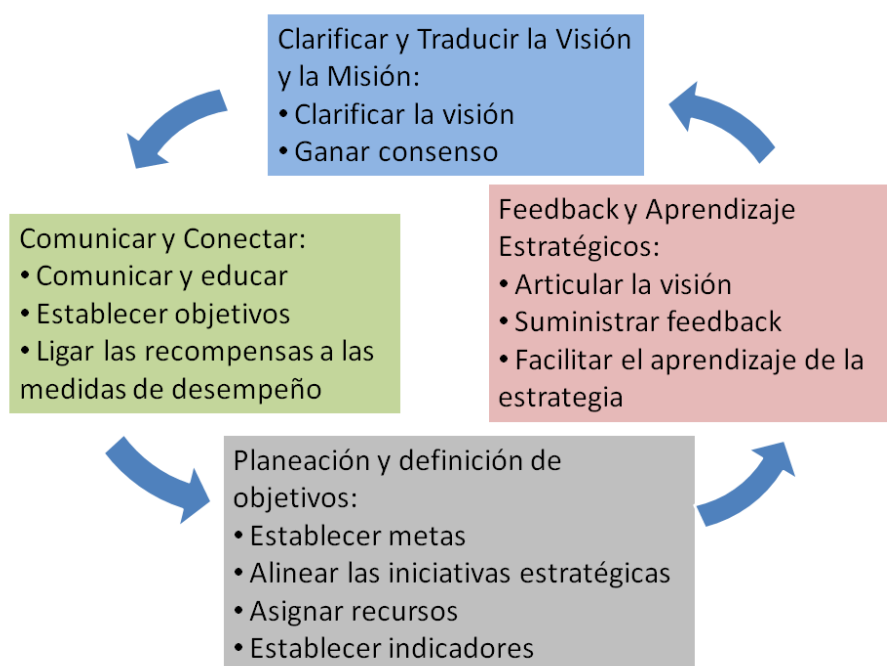 Clarificar y Traducir la Visión
y la Misión:
• Clarificar la visión
• Ganar consenso
Comunicar y Conectar:
• Comunicar y educar
• Establecer objetivos
• Ligar las recompensas a las
medidas de desempeño
Planeación y definición de
objetivos:
• Establecer metas
• Alinear las iniciativas estratégicas
• Asignar recursos
• Establecer indicadores
Feedback y Aprendizaje
Estratégicos:
• Articular la visión
• Suministrar feedback
• Facilitar el aprendizaje de la
estrategia